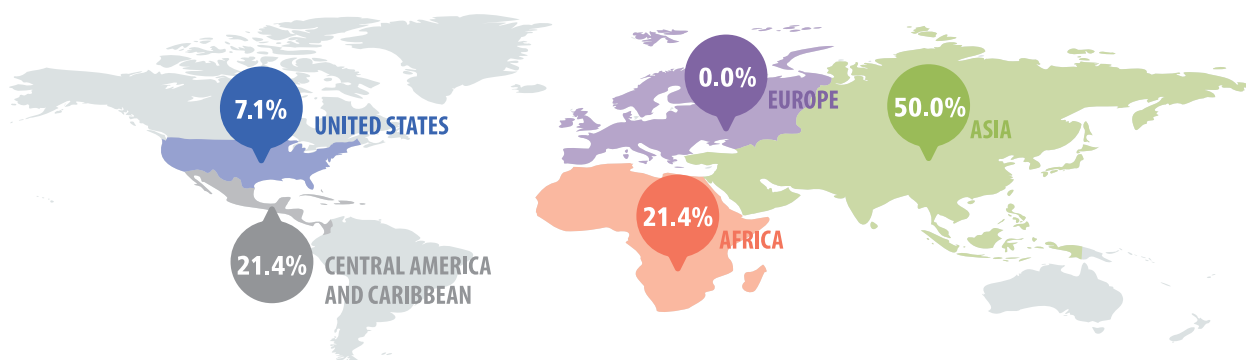 7.1%
UNITED STATES
21.4%
CENTRAL AMERICA
AND CARIBBEAN
0.0%
EUROPE
21.4%
AFRICA
50.0%
ASIA